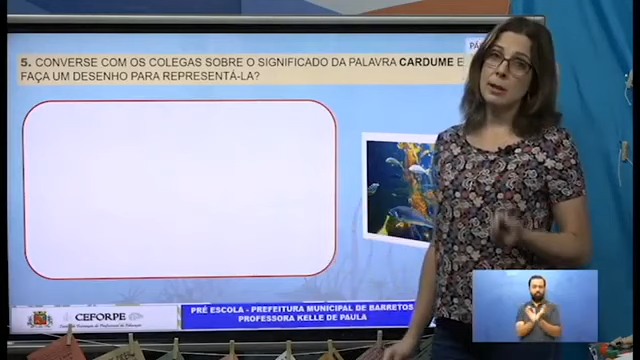 PÁ
5. CONVERSE COM OS COLEGAS SOBRE O SIGNIFICADO DA PALAVRA CARDUME E
FAÇA UM DESENHO PARA REPRESENTÁ-LA?
CEFORPE
PRÉ ESCOLA - PREFEITURA MUNICIPAL DE BARRETOS
PROFESSORA KELLE DE PAULA